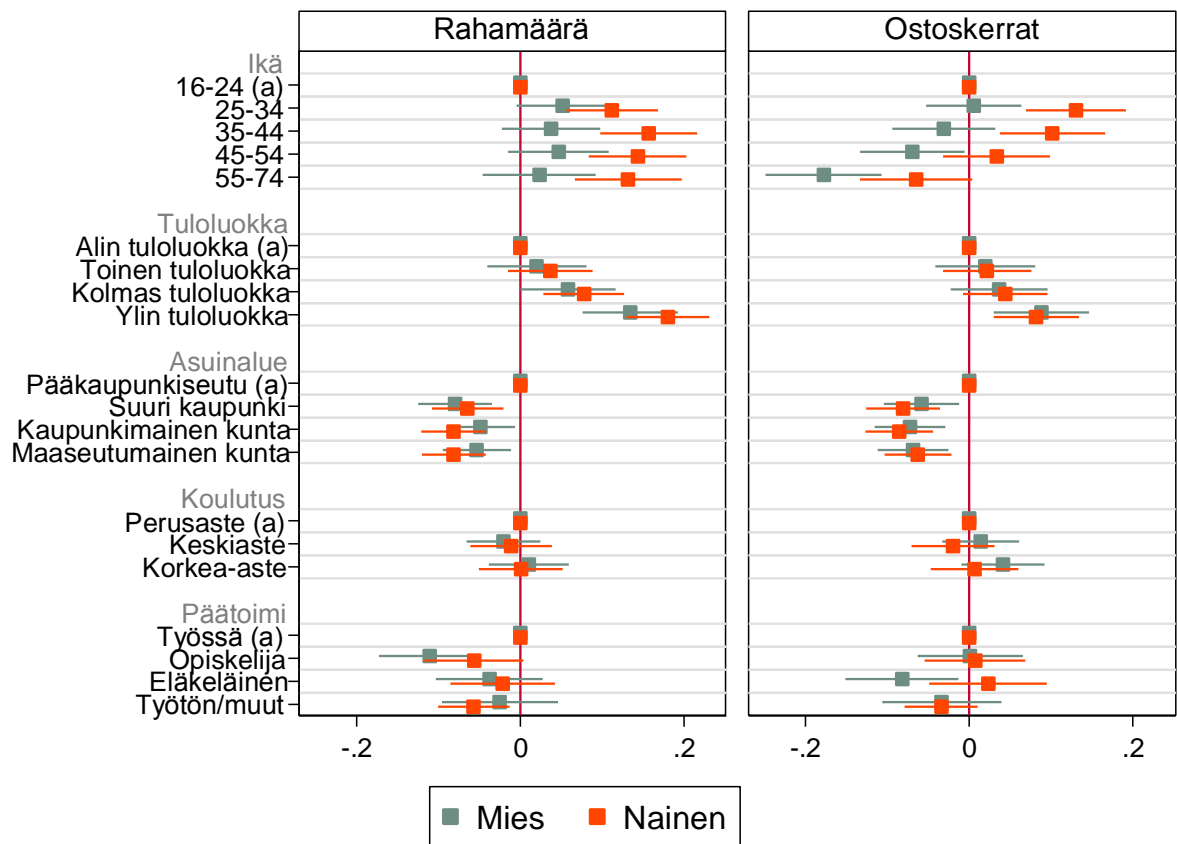 Rahamäärä Ostoskerrat
Ikä
16-24 (a)
25-34
35-44
45-54
55-74
Tuloluokka
Alin tuloluokka (a)
Toinen tuloluokka
Kolmas tuloluokka
Ylin tuloluokka
Asuinalue
Pääkaupunkiseutu (a)
Suuri kaupunki
Kaupunkimainen kunta
Maaseutumainen kunta
Koulutus
Perusaste (a)
Keskiaste
Korkea-aste
Päätoimi
Työssä (a)
Opiskelija
Eläkeläinen
Työtön/muut
-.2 0 .2 -.2 0 .2
Mies Nainen